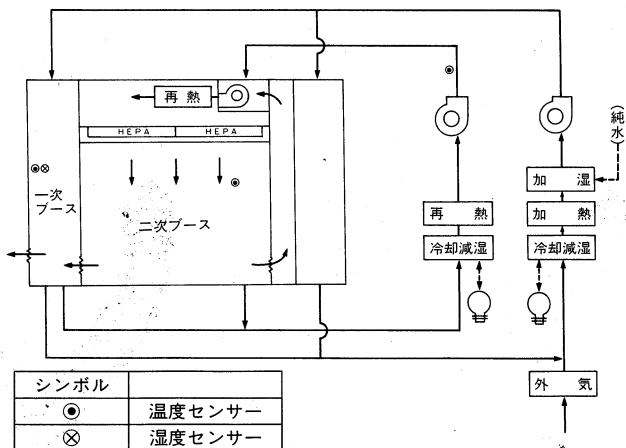 再 熱
HEPA HEPA
一次
ブース
二次ブース
(純水)
加 湿
再 熱
加 熱
冷却減湿
冷却減湿
外 気
シンボル
温度センサー
湿度センサー